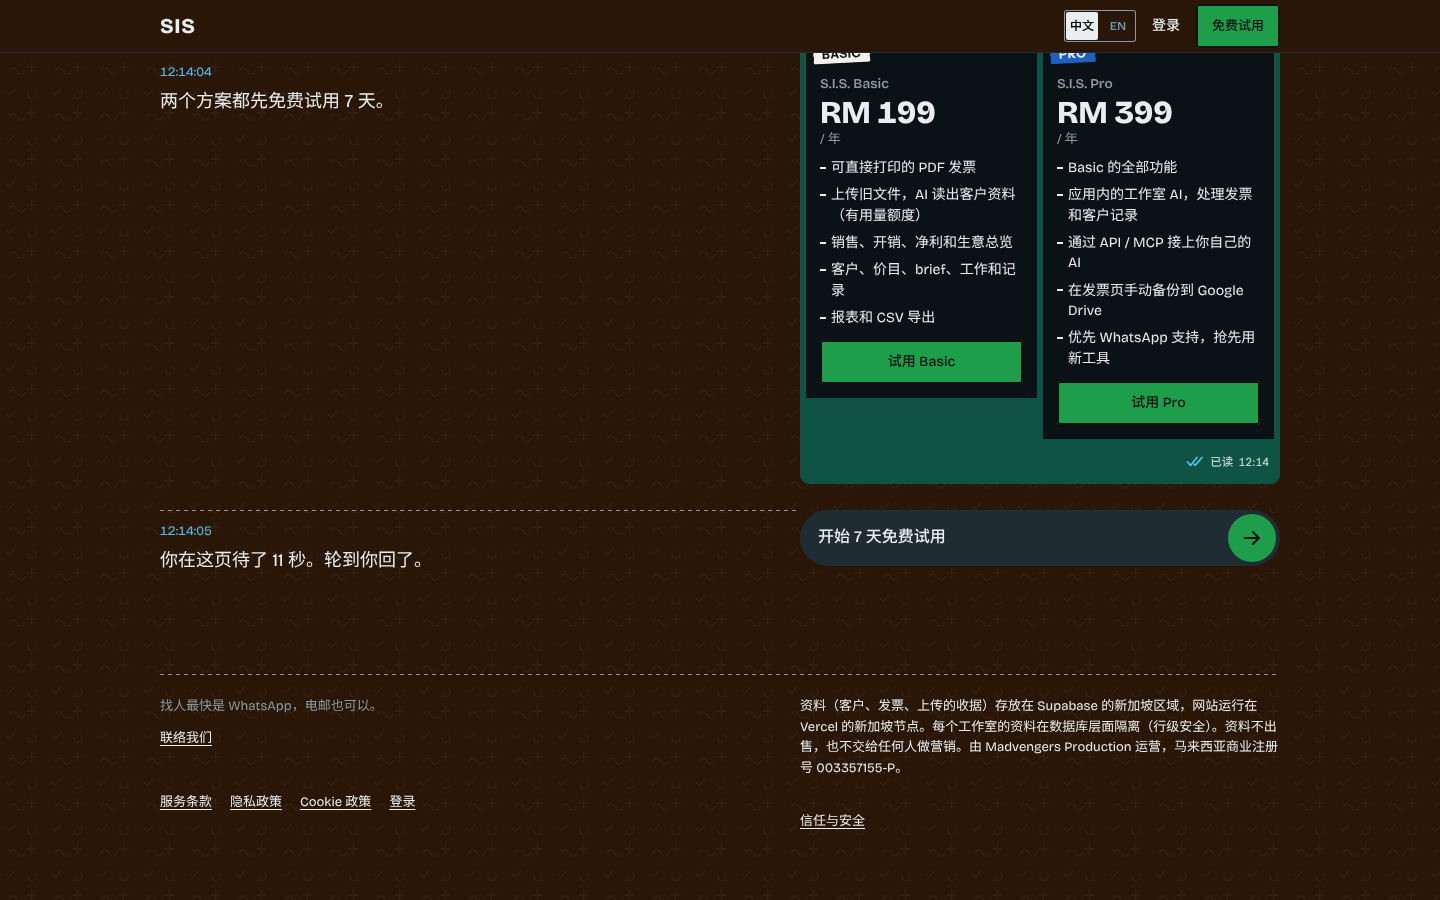 SIS
中文 EN 登录 免费试用
12:14:04
两个方案都先免费试用 7 天。
BASIC
S.I.S. Basic
RM 199
/ 年
– 可直接打印的 PDF 发票
– 上传旧文件，AI 读出客户资料
（有用量额度）
– 销售、开销、净利和生意总览
– 客户、价目、brief、工作和记
录
– 报表和 CSV 导出
试用 Basic
PRO
S.I.S. Pro
RM 399
/ 年
– Basic 的全部功能
– 应用内的工作室 AI，处理发票
和客户记录
– 通过 API / MCP 接上你自己的
AI
– 在发票页手动备份到 Google
Drive
– 优先 WhatsApp 支持，抢先用
新工具
试用 Pro
已读 12:14
12:14:05
你在这页待了 11 秒。轮到你回了。
开始 7 天免费试用
找人最快是 WhatsApp，电邮也可以。
联络我们
服务条款 隐私政策 Cookie 政策 登录
资料（客户、发票、上传的收据）存放在 Supabase 的新加坡区域，网站运行在
Vercel 的新加坡节点。每个工作室的资料在数据库层面隔离（行级安全）。资料不出
售，也不交给任何人做营销。由 Madvengers Production 运营，马来西亚商业注册
号 003357155-P。
信任与安全